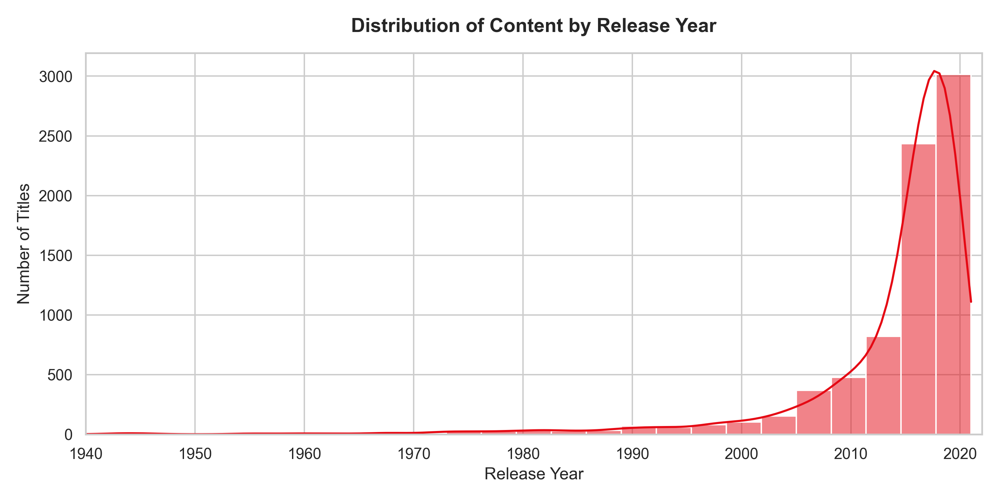 Distribution of Content by Release Year
3000
2500
2000
1500
1000
500
0
Number of Titles
1940 1950 1960 1970 1980 1990 2000 2010 2020
Release Year